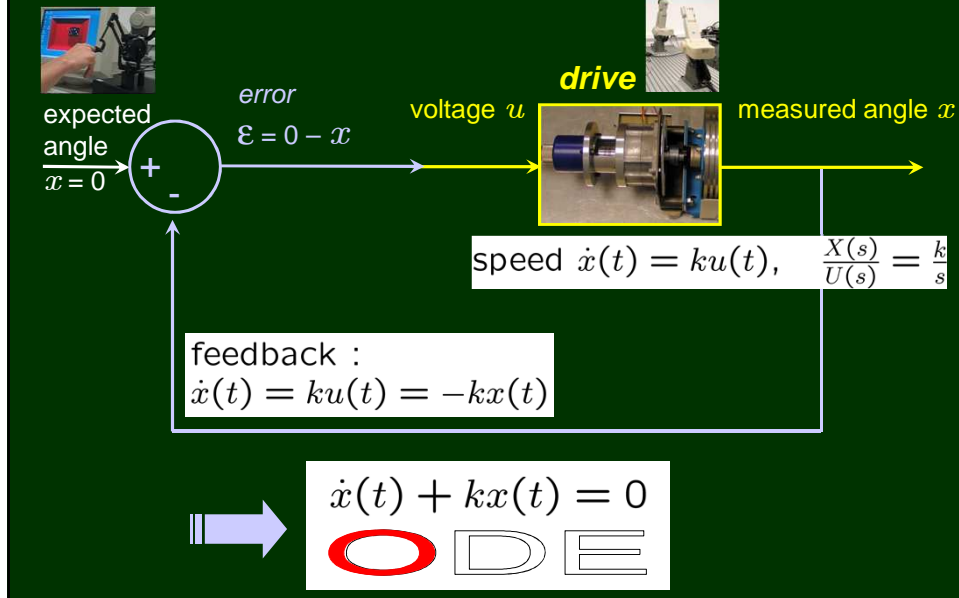 drive
error
expected
angle
x = 0
ε = 0 – x
voltage u
measured angle x
+
-
speed ẋ(t) = ku(t), X(s)/U(s) = k/s
feedback :
ẋ(t) = ku(t) = −kx(t)
ẋ(t) + kx(t) = 0
ODE